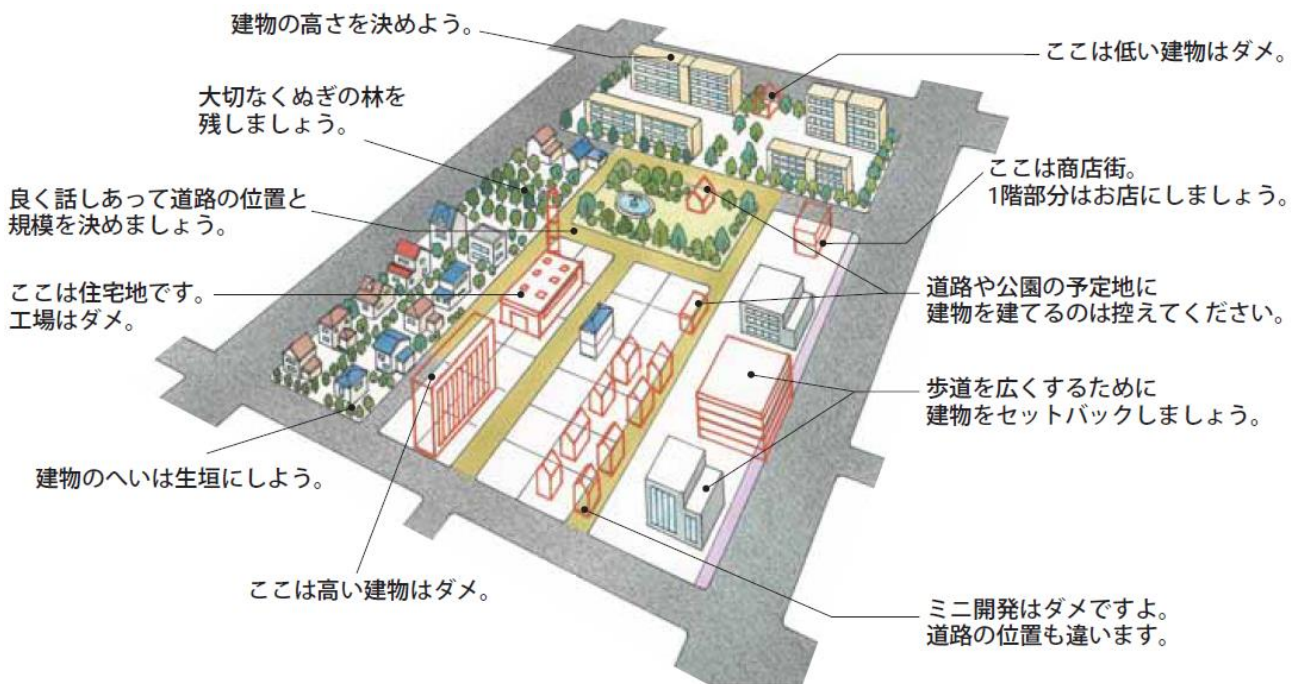 建物の高さを決めよう。
ここは低い建物はダメ。
大切なくぬぎの林を
残しましょう。
ここは商店街。
1階部分はお店にしましょう。
良く話しあって道路の位置と
規模を決めましょう。
ここは住宅地です。
工場はダメ。
道路や公園の予定地に
建物を建てるのは控えてください。
歩道を広くするために
建物をセットバックしましょう。
建物のへいは生垣にしよう。
ここは高い建物はダメ。
ミニ開発はダメですよ。
道路の位置も違います。